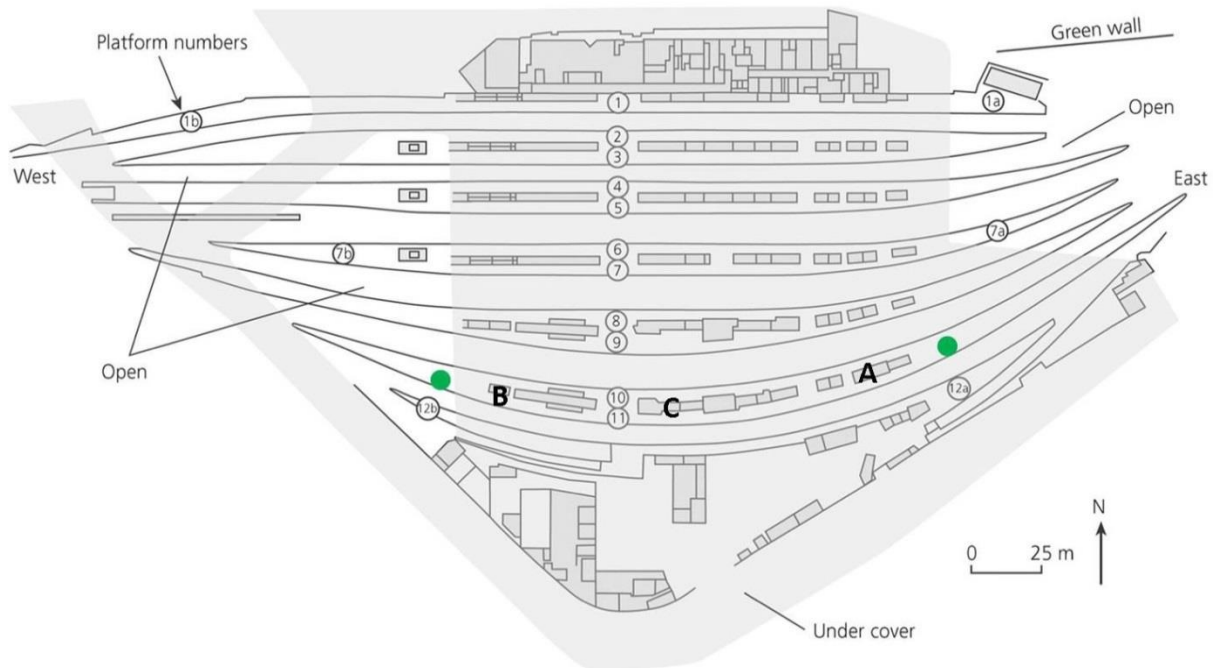 Platform numbers
Green wall
1
1a
1b
Open
2
3
West
4
East
5
7a
6
7b
7
8
9
Open
A
B
10
12a
C
12b
11
N
0 25 m
Under cover